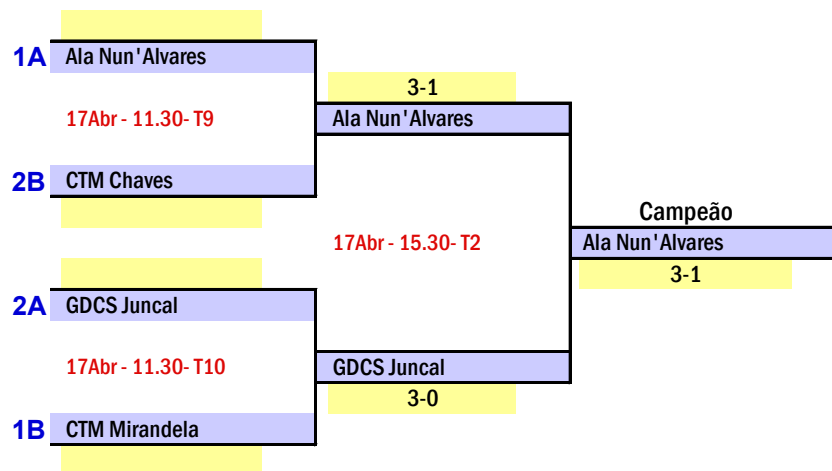 1A Ala Nun'Alvares
3-1
17Abr - 11.30- T9
Ala Nun'Alvares
2B CTM Chaves
Campeão
17Abr - 15.30- T2
Ala Nun'Alvares
3-1
2A GDCS Juncal
17Abr - 11.30- T10
GDCS Juncal
3-0
1B CTM Mirandela